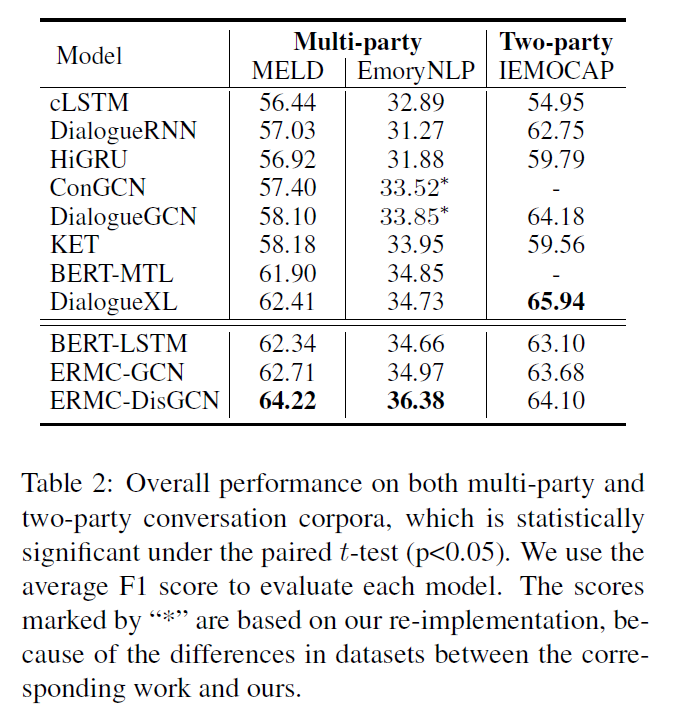 Model Multi-party Two-party
MELD EmoryNLP IEMOCAP
cLSTM 56.44 32.89 54.95
DialogueRNN 57.03 31.27 62.75
HiGRU 56.92 31.88 59.79
ConGCN 57.40 33.52* -
DialogueGCN 58.10 33.85* 64.18
KET 58.18 33.95 59.56
BERT-MTL 61.90 34.85 -
DialogueXL 62.41 34.73 65.94
BERT-LSTM 62.34 34.66 63.10
ERMC-GCN 62.71 34.97 63.68
ERMC-DisGCN 64.22 36.38 64.10
Table 2: Overall performance on both multi-party and
two-party conversation corpora, which is statistically
significant under the paired t-test (p<0.05). We use the
average F1 score to evaluate each model. The scores
marked by “*” are based on our re-implementation, be-
cause of the differences in datasets between the corre-
sponding work and ours.